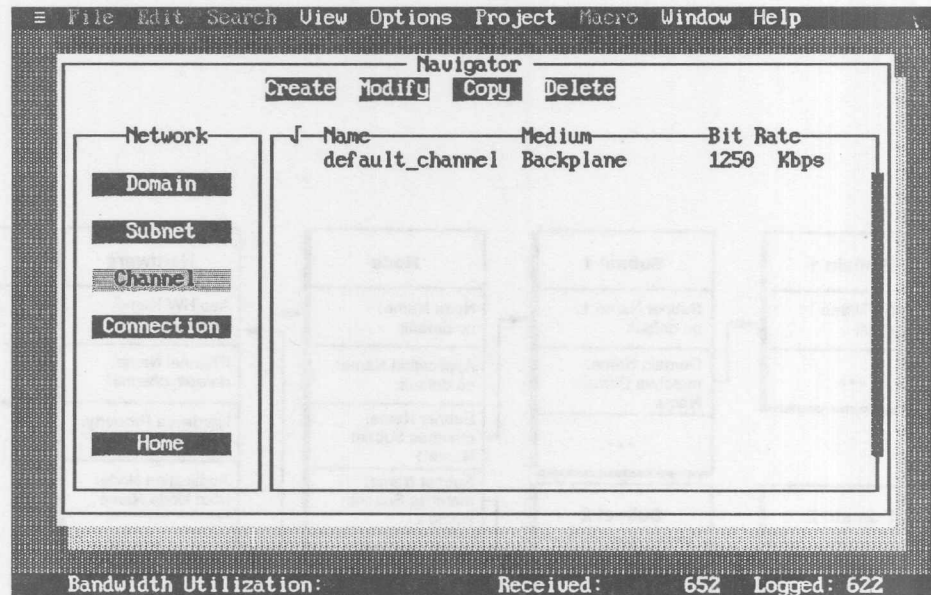 ≡ File Edit Search View Options Project Macro Window Help
Navigator
Create Modify Copy Delete
Network
√ Name Medium Bit Rate
default_channel Backplane 1250 Kbps
Domain
Subnet
Channel
Connection
Home
Bandwidth Utilization: Received: 652 Logged: 622